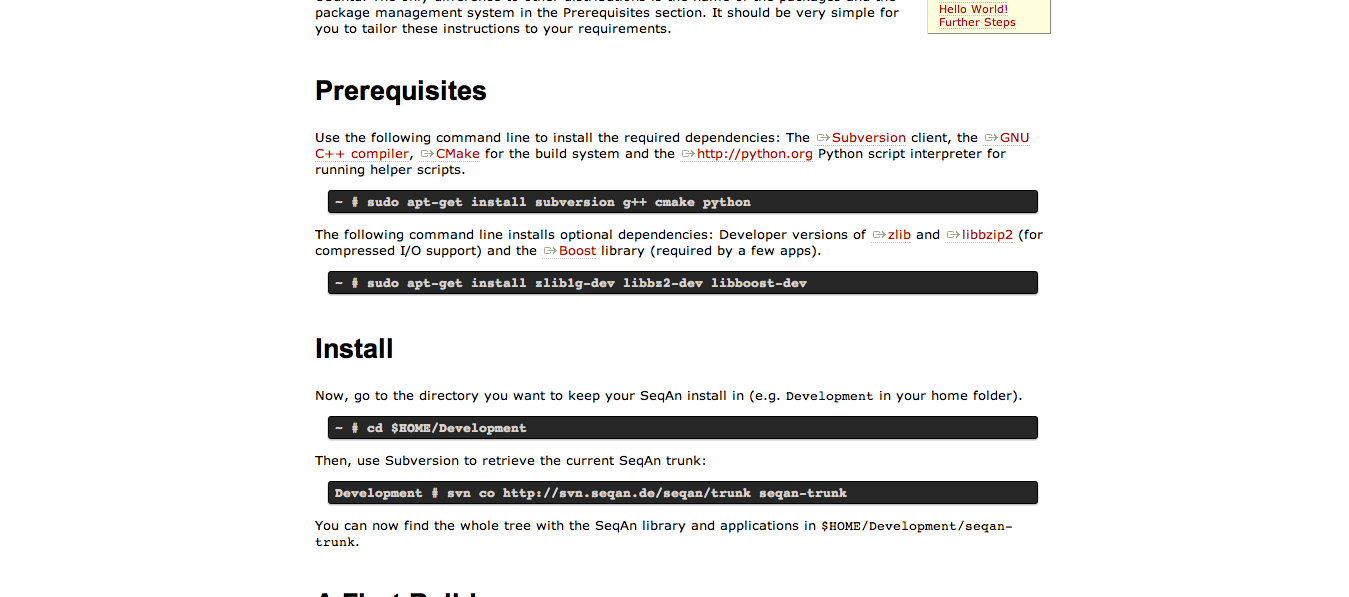 package management system in the Prerequisites section. It should be very simple for
you to tailor these instructions to your requirements.
Hello World!
Further Steps
Prerequisites
Use the following command line to install the required dependencies: The Subversion client, the GNU
C++ compiler, CMake for the build system and the http://python.org Python script interpreter for
running helper scripts.
~ # sudo apt-get install subversion g++ cmake python
The following command line installs optional dependencies: Developer versions of zlib and libbzip2 (for
compressed I/O support) and the Boost library (required by a few apps).
~ # sudo apt-get install zlib1g-dev libbz2-dev libboost-dev
Install
Now, go to the directory you want to keep your SeqAn install in (e.g. Development in your home folder).
~ # cd $HOME/Development
Then, use Subversion to retrieve the current SeqAn trunk:
Development # svn co http://svn.seqan.de/seqan/trunk seqan-trunk
You can now find the whole tree with the SeqAn library and applications in $HOME/Development/seqan-
trunk.